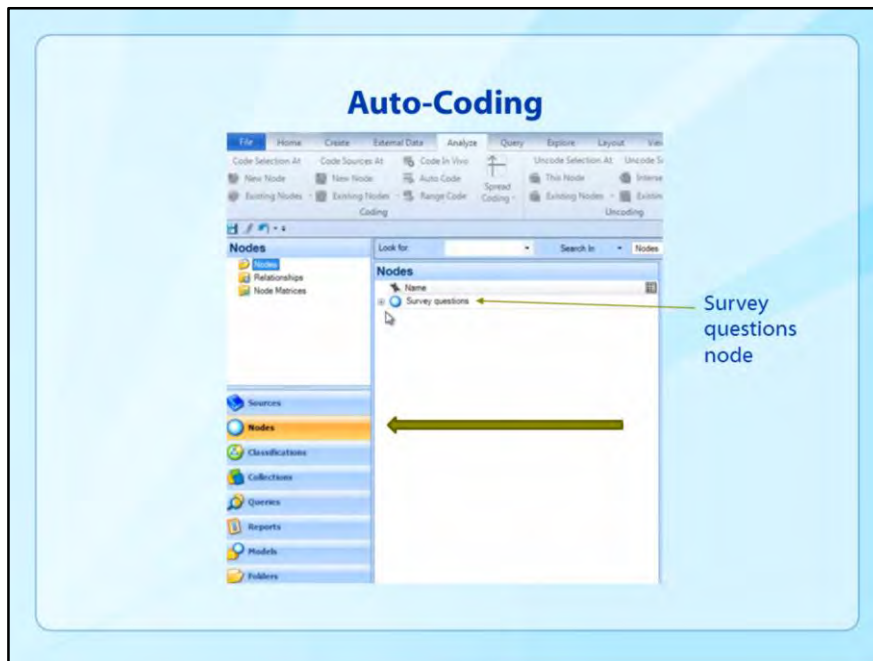 Auto-Coding
File Home Create External Data Analyze Query Explore Layout View
Code Selection At Code Sources At Code In Vivo Uncode Selection At Uncode
New Node New Node Auto Code Spread Coding This Node
Existing Nodes Existing Nodes Range Code Existing Nodes
Coding Uncoding
Nodes Look for: Search In Nodes
Nodes
Relationships
Node Matrices
Nodes
Name
Survey questions
Survey
questions
node
Sources
Nodes
Classifications
Collections
Queries
Reports
Models
Folders